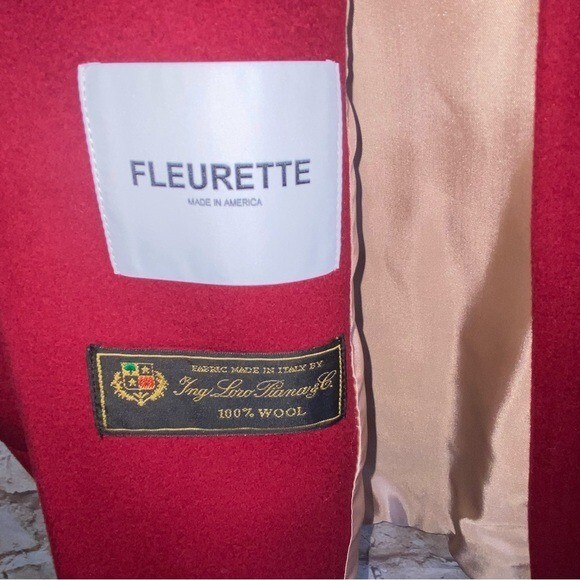 FLEURETTE
MADE IN AMERICA
FABRIC MADE IN ITALY BY
Ing. Loro Piana & C.
100% WOOL